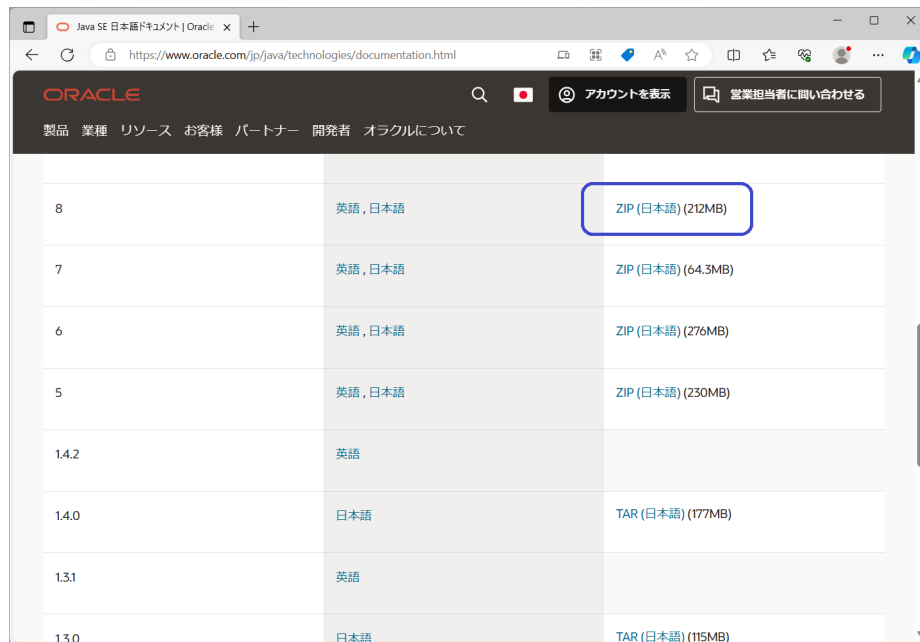 Java SE 日本語ドキュメント | Oracle
https://www.oracle.com/jp/java/technologies/documentation.html
ORACLE
アカウントを表示
営業担当者に問い合わせる
製品 業種 リソース お客様 パートナー 開発者 オラクルについて
8 英語 , 日本語 ZIP (日本語) (212MB)
7 英語 , 日本語 ZIP (日本語) (64.3MB)
6 英語 , 日本語 ZIP (日本語) (276MB)
5 英語 , 日本語 ZIP (日本語) (230MB)
1.4.2 英語
1.4.0 日本語 TAR (日本語) (177MB)
1.3.1 英語
1.3.0 日本語 TAR (日本語) (115MB)